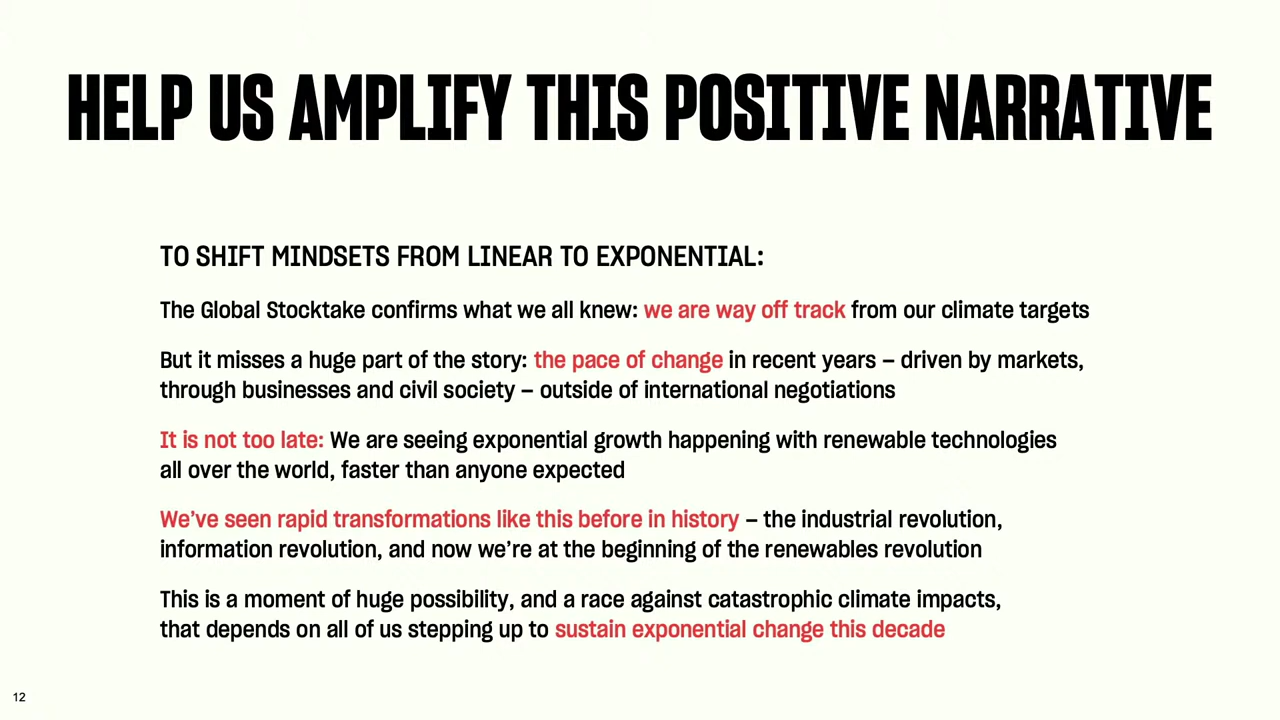 HELP US AMPLIFY THIS POSITIVE NARRATIVE
TO SHIFT MINDSETS FROM LINEAR TO EXPONENTIAL:
The Global Stocktake confirms what we all knew: we are way off track from our climate targets
But it misses a huge part of the story: the pace of change in recent years – driven by markets,
through businesses and civil society – outside of international negotiations
It is not too late: We are seeing exponential growth happening with renewable technologies
all over the world, faster than anyone expected
We’ve seen rapid transformations like this before in history – the industrial revolution,
information revolution, and now we’re at the beginning of the renewables revolution
This is a moment of huge possibility, and a race against catastrophic climate impacts,
that depends on all of us stepping up to sustain exponential change this decade
12